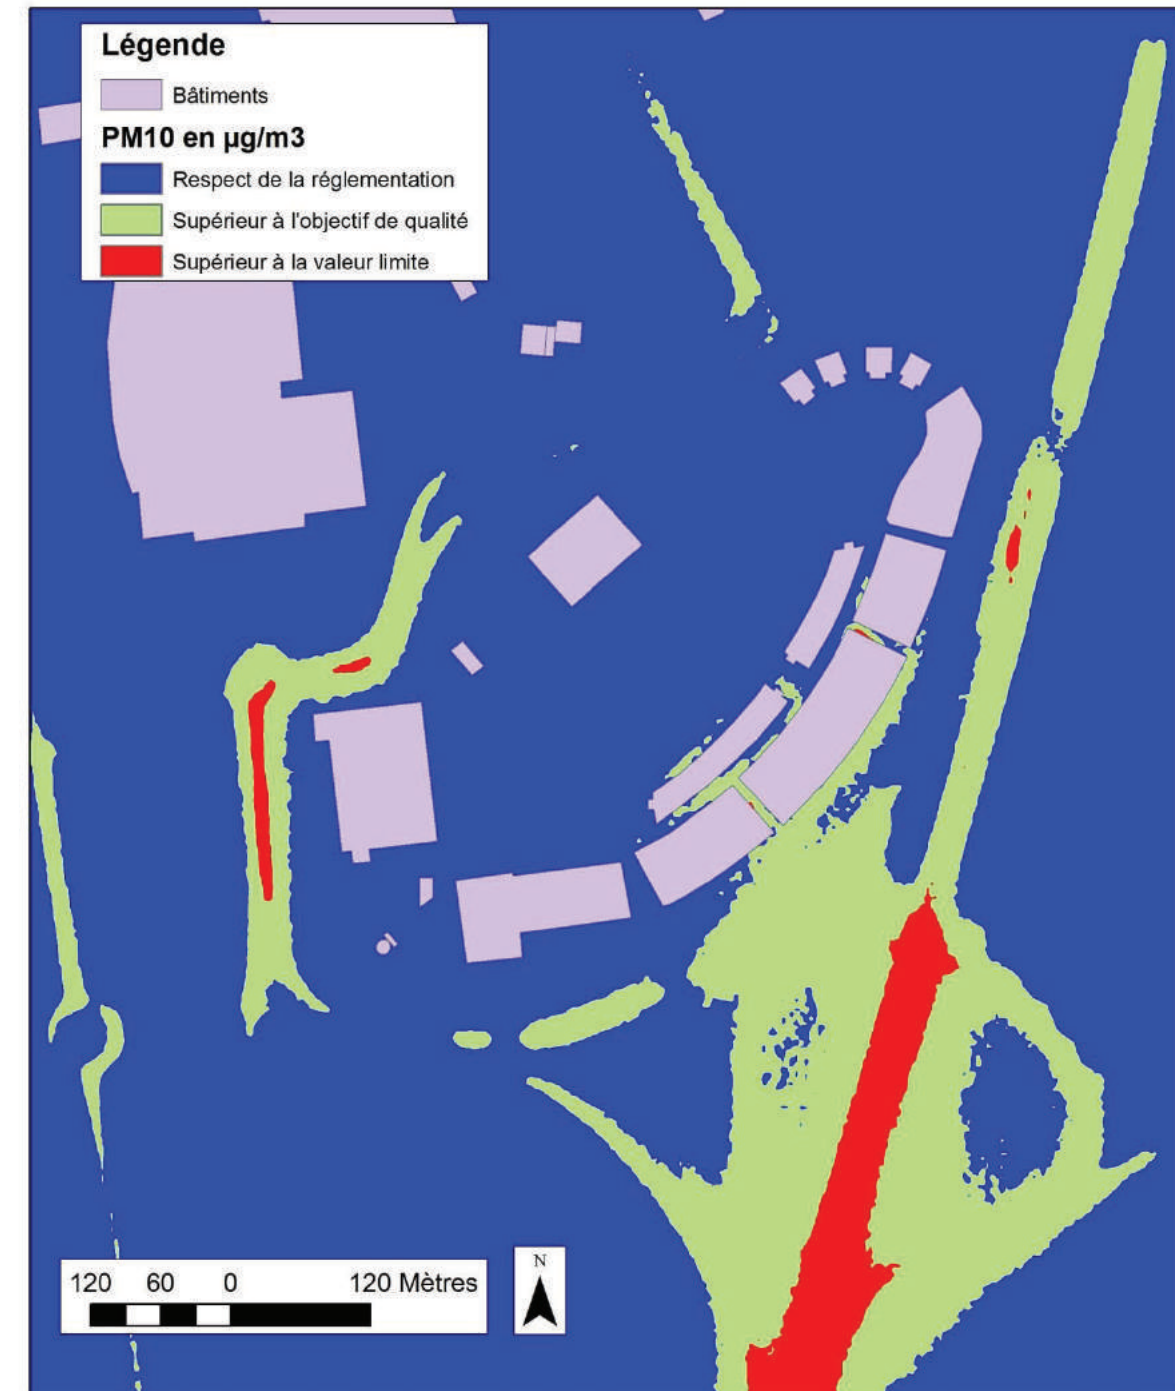 Légende
Bâtiments
PM10 en µg/m3
Respect de la réglementation
Supérieur à l'objectif de qualité
Supérieur à la valeur limite
120 60 0 120 Mètres
N